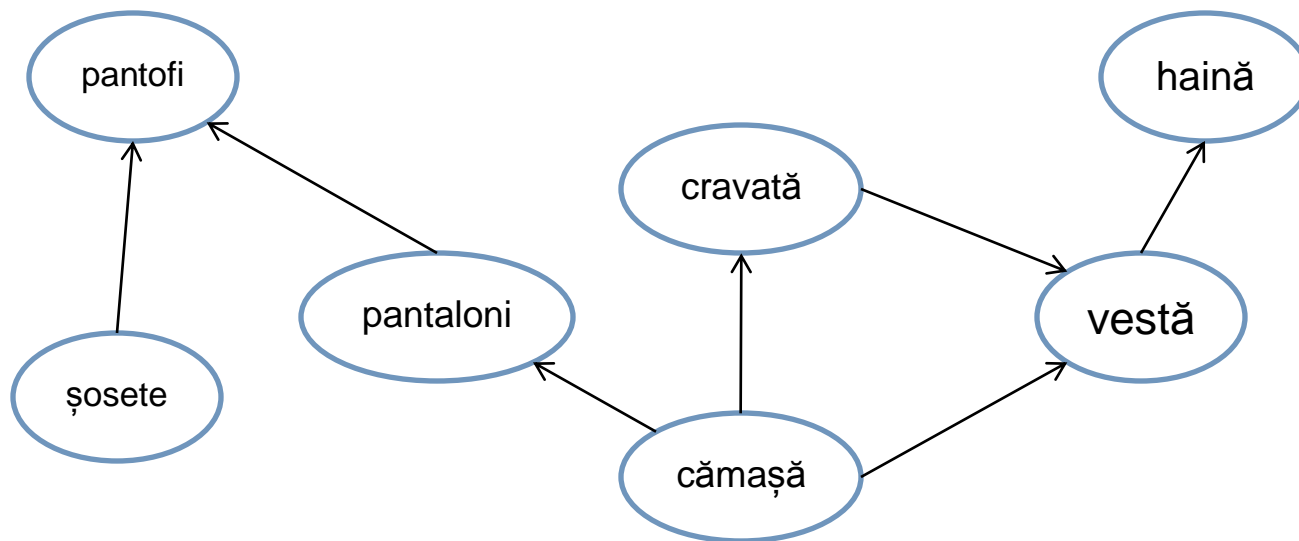 pantofi
haină
cravată
pantaloni
vestă
șosete
cămașă